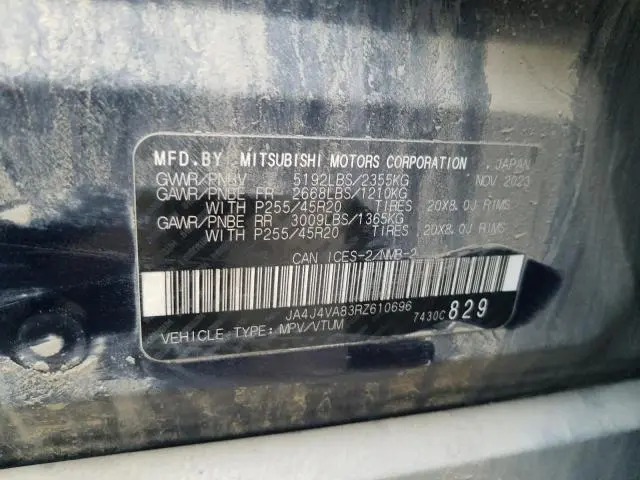 MFD.BY MITSUBISHI MOTORS CORPORATION JAPAN
GVWR/PNBV 5192LBS/2355KG NOV 2023
GAWR/PNBE FR 2668LBS/1210KG
WITH P255/45R20 TIRES 20X8.0J RIMS
GAWR/PNBE RR 3009LBS/1365KG
WITH P255/45R20 TIRES 20X8.0J RIMS
CAN ICES-2/NMB-2
JA4J4VA83RZ610696 7430C 829
VEHICLE TYPE: MPV/VTUM